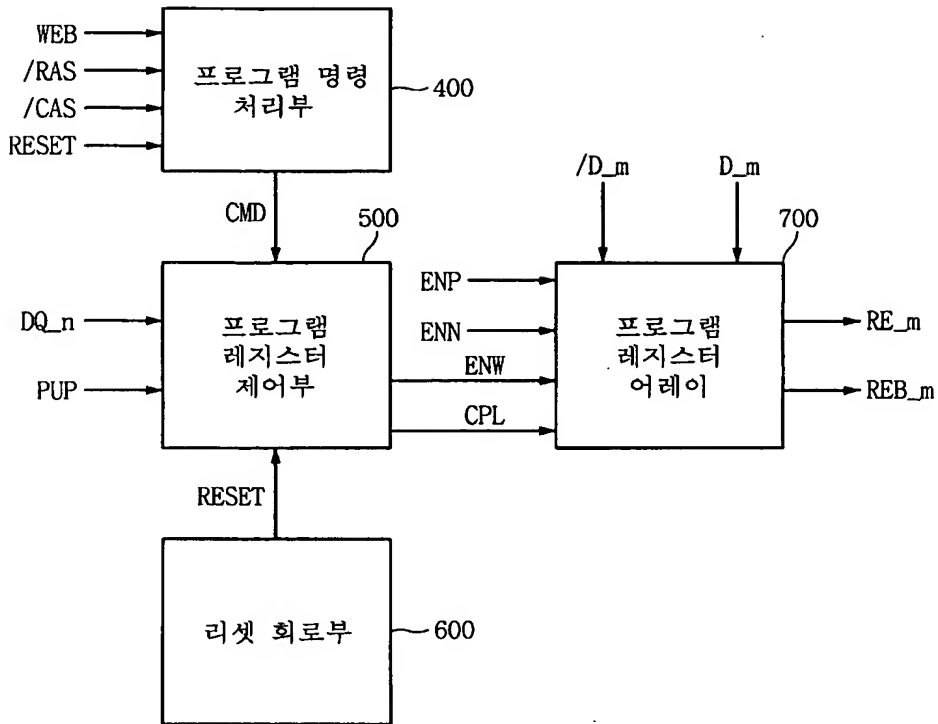 WEB
/RAS
/CAS
RESET
프로그램 명령
처리부
400
CMD
/D_m
D_m
500
700
DQ_n
PUP
프로그램
레지스터
제어부
ENP
ENN
ENW
CPL
프로그램
레지스터
어레이
RE_m
REB_m
RESET
리셋 회로부
600